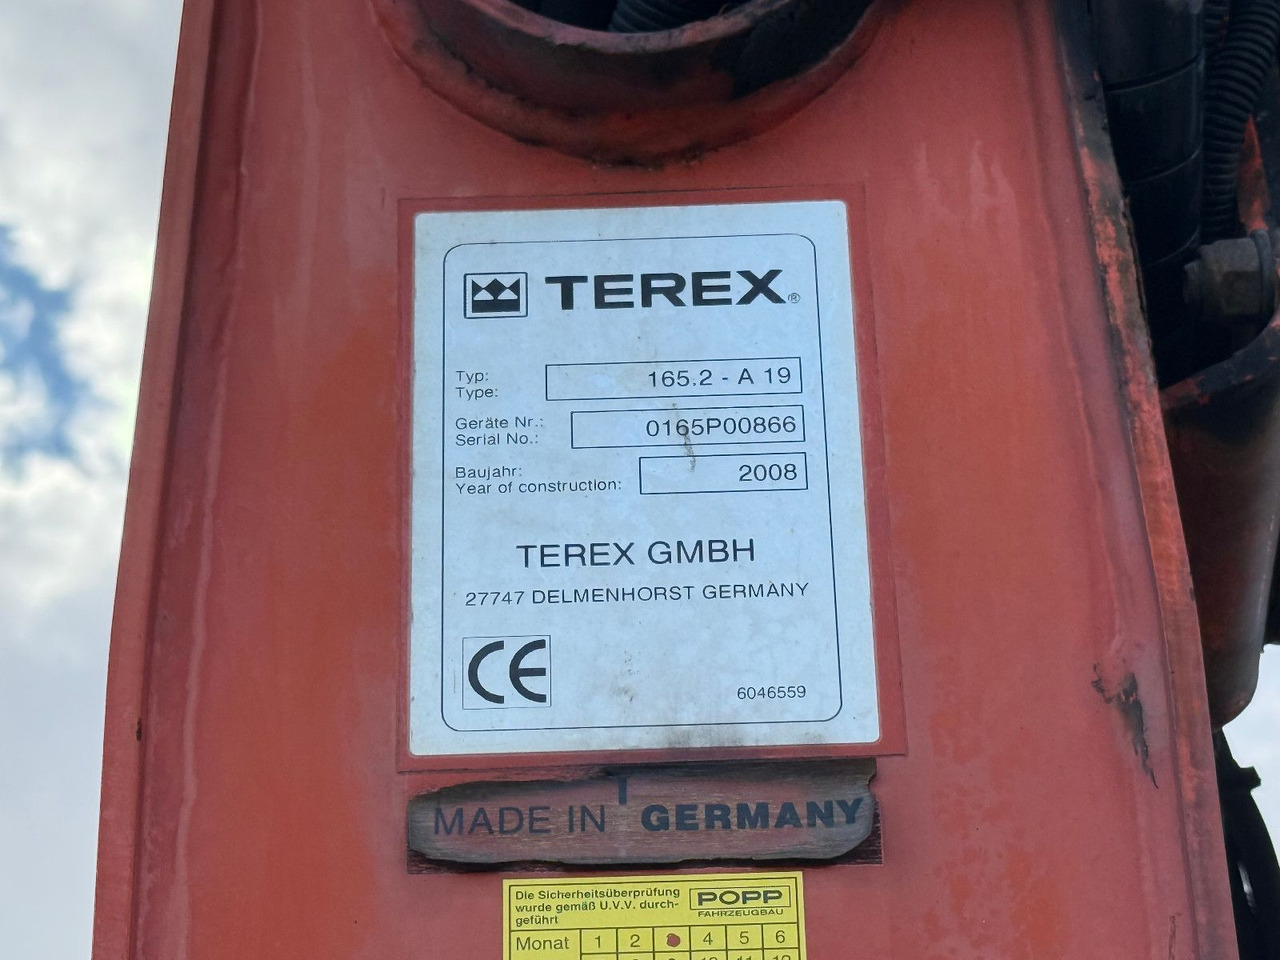 TEREX®
Typ:
Type:
165.2 - A 19
Geräte Nr.:
Serial No.:
0165P00866
Baujahr:
Year of construction:
2008
TEREX GMBH
27747 DELMENHORST GERMANY
CE
6046559
MADE IN GERMANY
Die Sicherheitsüberprüfung
wurde gemäß U.V.V. durch-
geführt
POPP
FAHRZEUGBAU
Monat 1 2 4 5 6